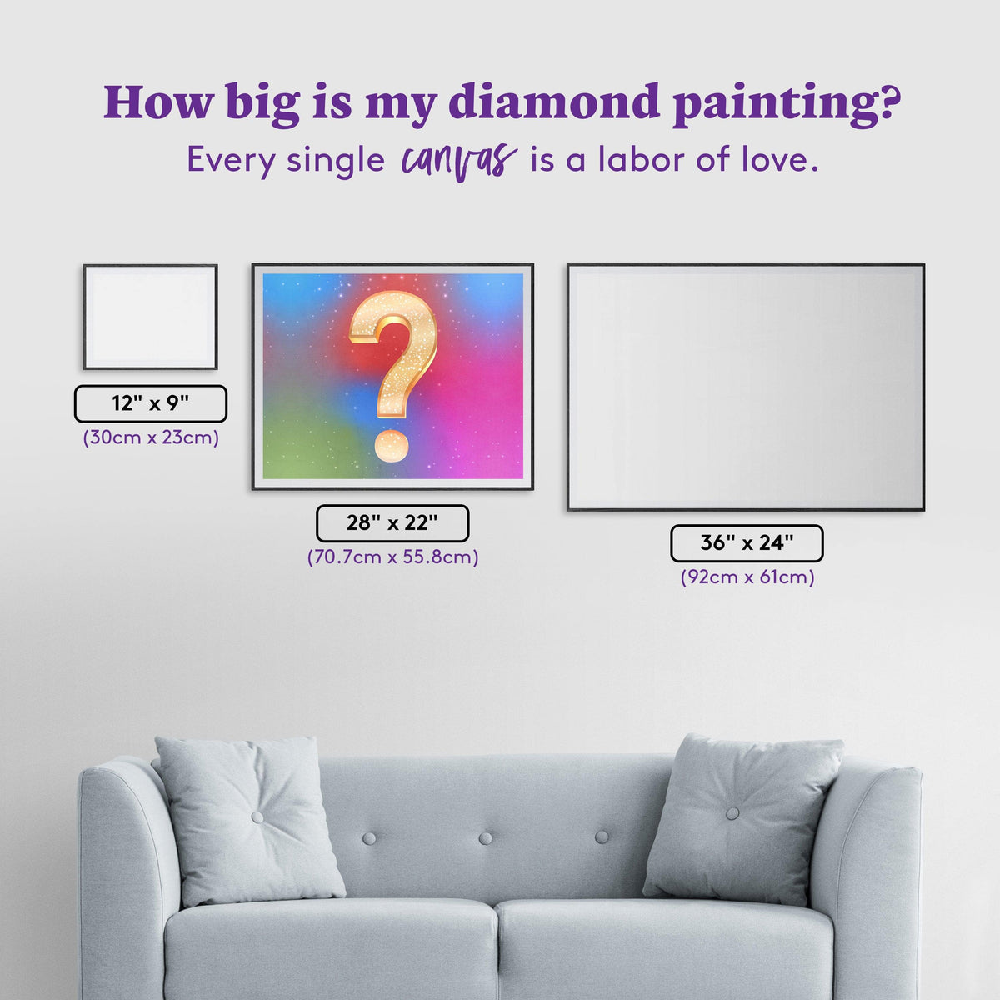 How big is my diamond painting?
Every single canvas is a labor of love.
12" x 9"
(30cm x 23cm)
28" x 22"
(70.7cm x 55.8cm)
36" x 24"
(92cm x 61cm)